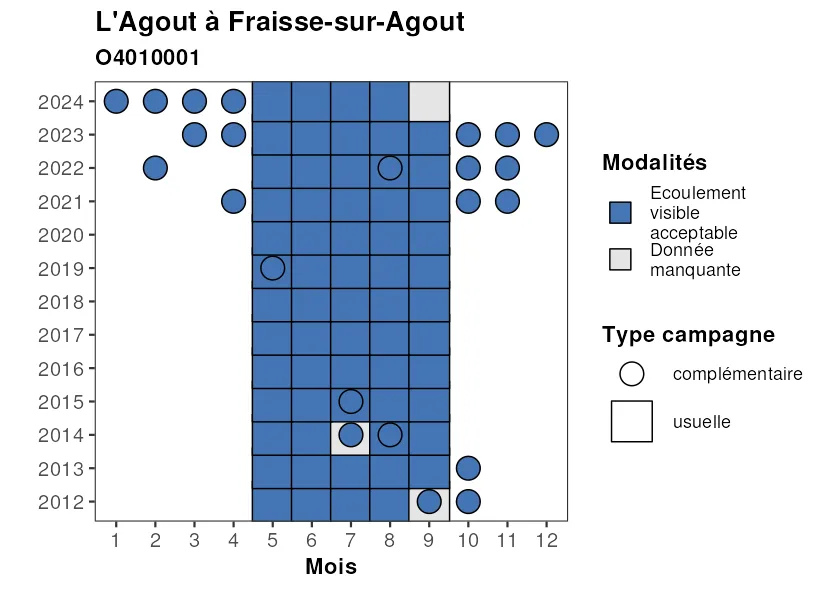 L'Agout à Fraisse-sur-Agout
O4010001
2024
2023
2022
2021
2020
2019
2018
2017
2016
2015
2014
2013
2012
1 2 3 4 5 6 7 8 9 10 11 12
Mois
Modalités
Ecoulement
visible
acceptable
Donnée
manquante
Type campagne
complémentaire
usuelle